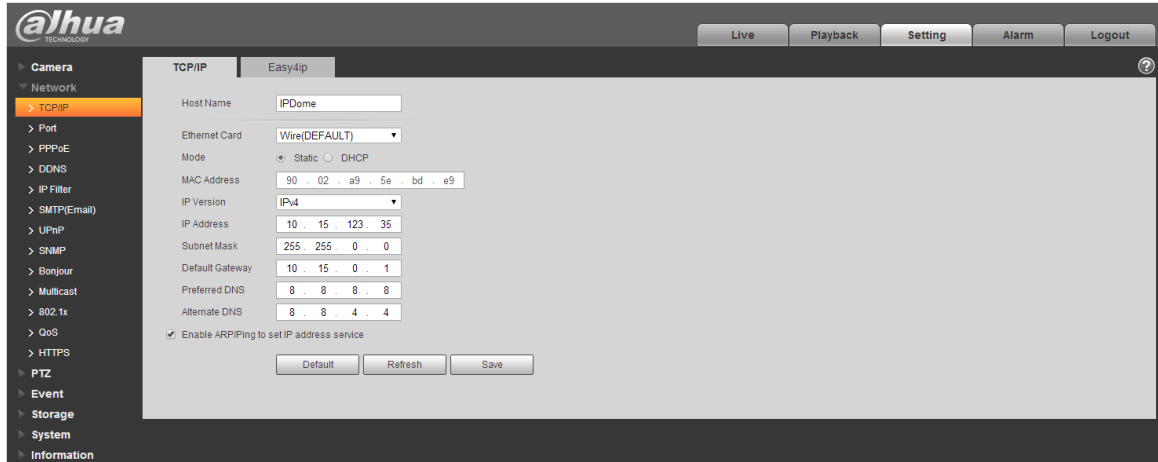 alhua
TECHNOLOGY
Live Playback Setting Alarm Logout
Camera
Network
> TCP/IP
> Port
> PPPoE
> DDNS
> IP Filter
> SMTP(Email)
> UPnP
> SNMP
> Bonjour
> Multicast
> 802.1x
> QoS
> HTTPS
PTZ
Event
Storage
System
Information
TCP/IP Easy4ip
?
Host Name IPDome
Ethernet Card Wire(DEFAULT)
Mode Static DHCP
MAC Address 90 . 02 . a9 . 5e . bd . e9
IP Version IPv4
IP Address 10 . 15 . 123 . 35
Subnet Mask 255 . 255 . 0 . 0
Default Gateway 10 . 15 . 0 . 1
Preferred DNS 8 . 8 . 8 . 8
Alternate DNS 8 . 8 . 4 . 4
Enable ARP/Ping to set IP address service
Default Refresh Save